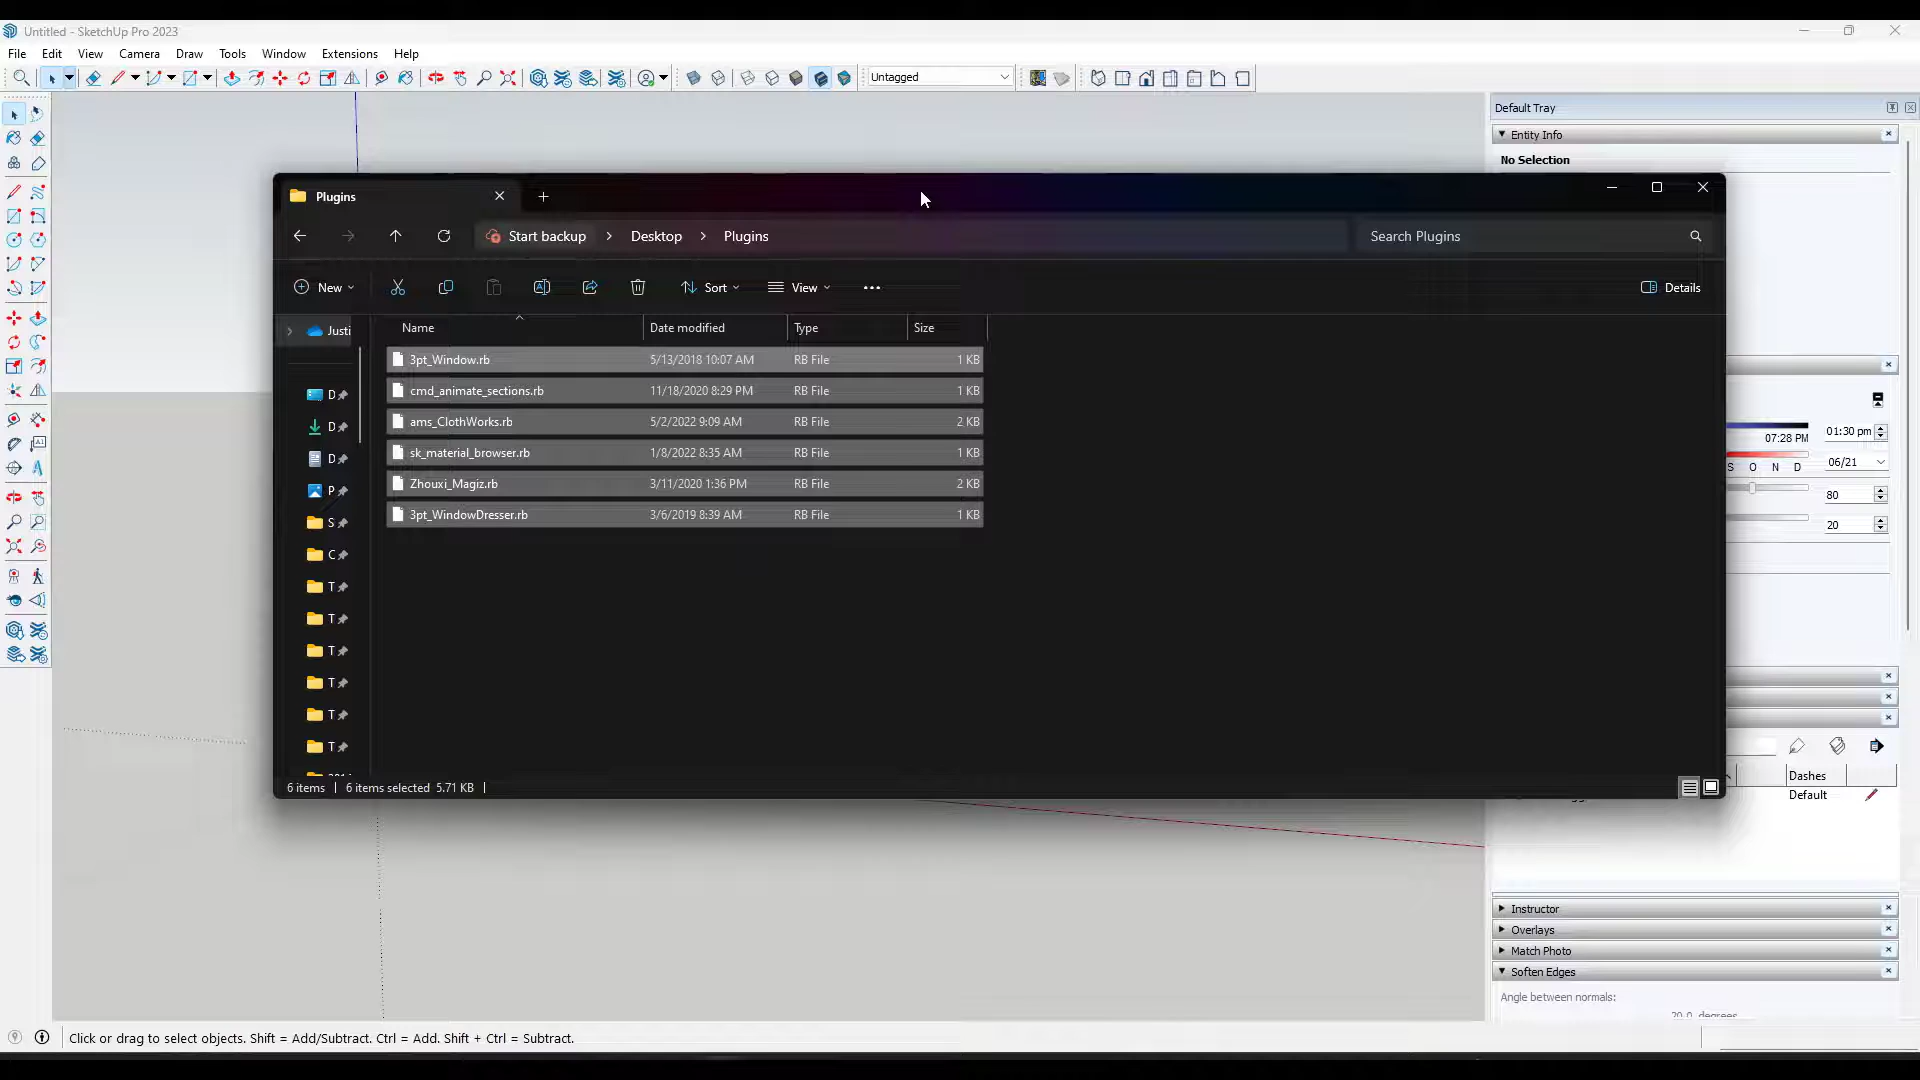 Untitled - SketchUp Pro 2023
File Edit View Camera Draw Tools Window Extensions Help
Untagged
Default Tray
Entity Info
No Selection
Plugins
Start backup > Desktop > Plugins
Search Plugins
New
Sort
View
Details
Justi
Name Date modified Type Size
3pt_Window.rb 5/13/2018 10:07 AM RB File 1 KB
cmd_animate_sections.rb 11/18/2020 8:29 PM RB File 1 KB
ams_ClothWorks.rb 5/2/2022 9:09 AM RB File 2 KB
sk_material_browser.rb 1/8/2022 8:35 AM RB File 1 KB
Zhouxi_Magiz.rb 3/11/2020 1:36 PM RB File 2 KB
3pt_WindowDresser.rb 3/6/2019 8:39 AM RB File 1 KB
D
D
D
P
S
C
T
T
T
T
T
T
07:28 PM
01:30 pm
S O N D
06/21
80
20
6 items | 6 items selected 5.71 KB
Dashes
Default
Instructor
Overlays
Match Photo
Soften Edges
Angle between normals:
20.0 degrees
Click or drag to select objects. Shift = Add/Subtract. Ctrl = Add. Shift + Ctrl = Subtract.